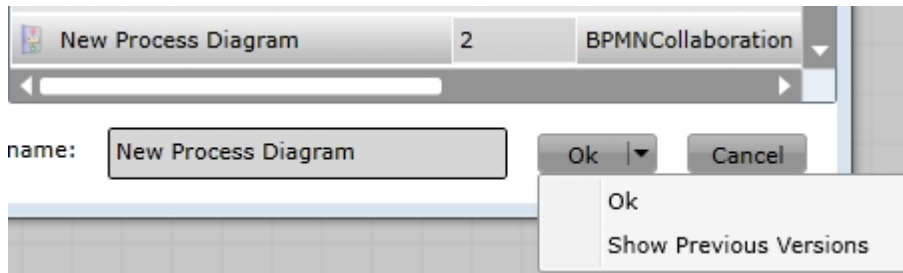 New Process Diagram 2 BPMNCollaboration
name: New Process Diagram Ok Cancel
Ok
Show Previous Versions